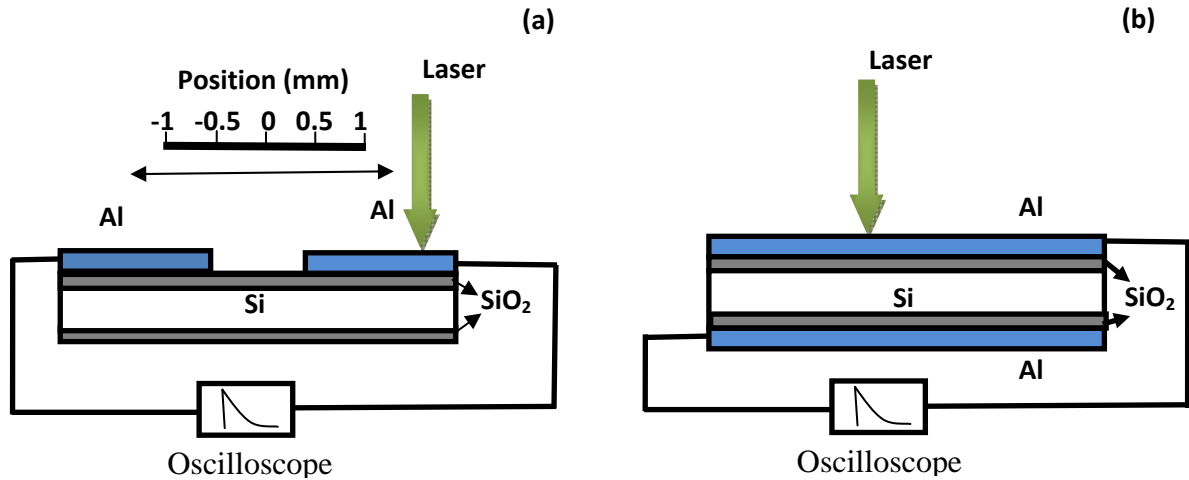 (a)
Laser
Position (mm)
-1 -0.5 0 0.5 1
Al Al
Si
SiO2
Oscilloscope
(b)
Laser
Al
Si
SiO2
Al
Oscilloscope